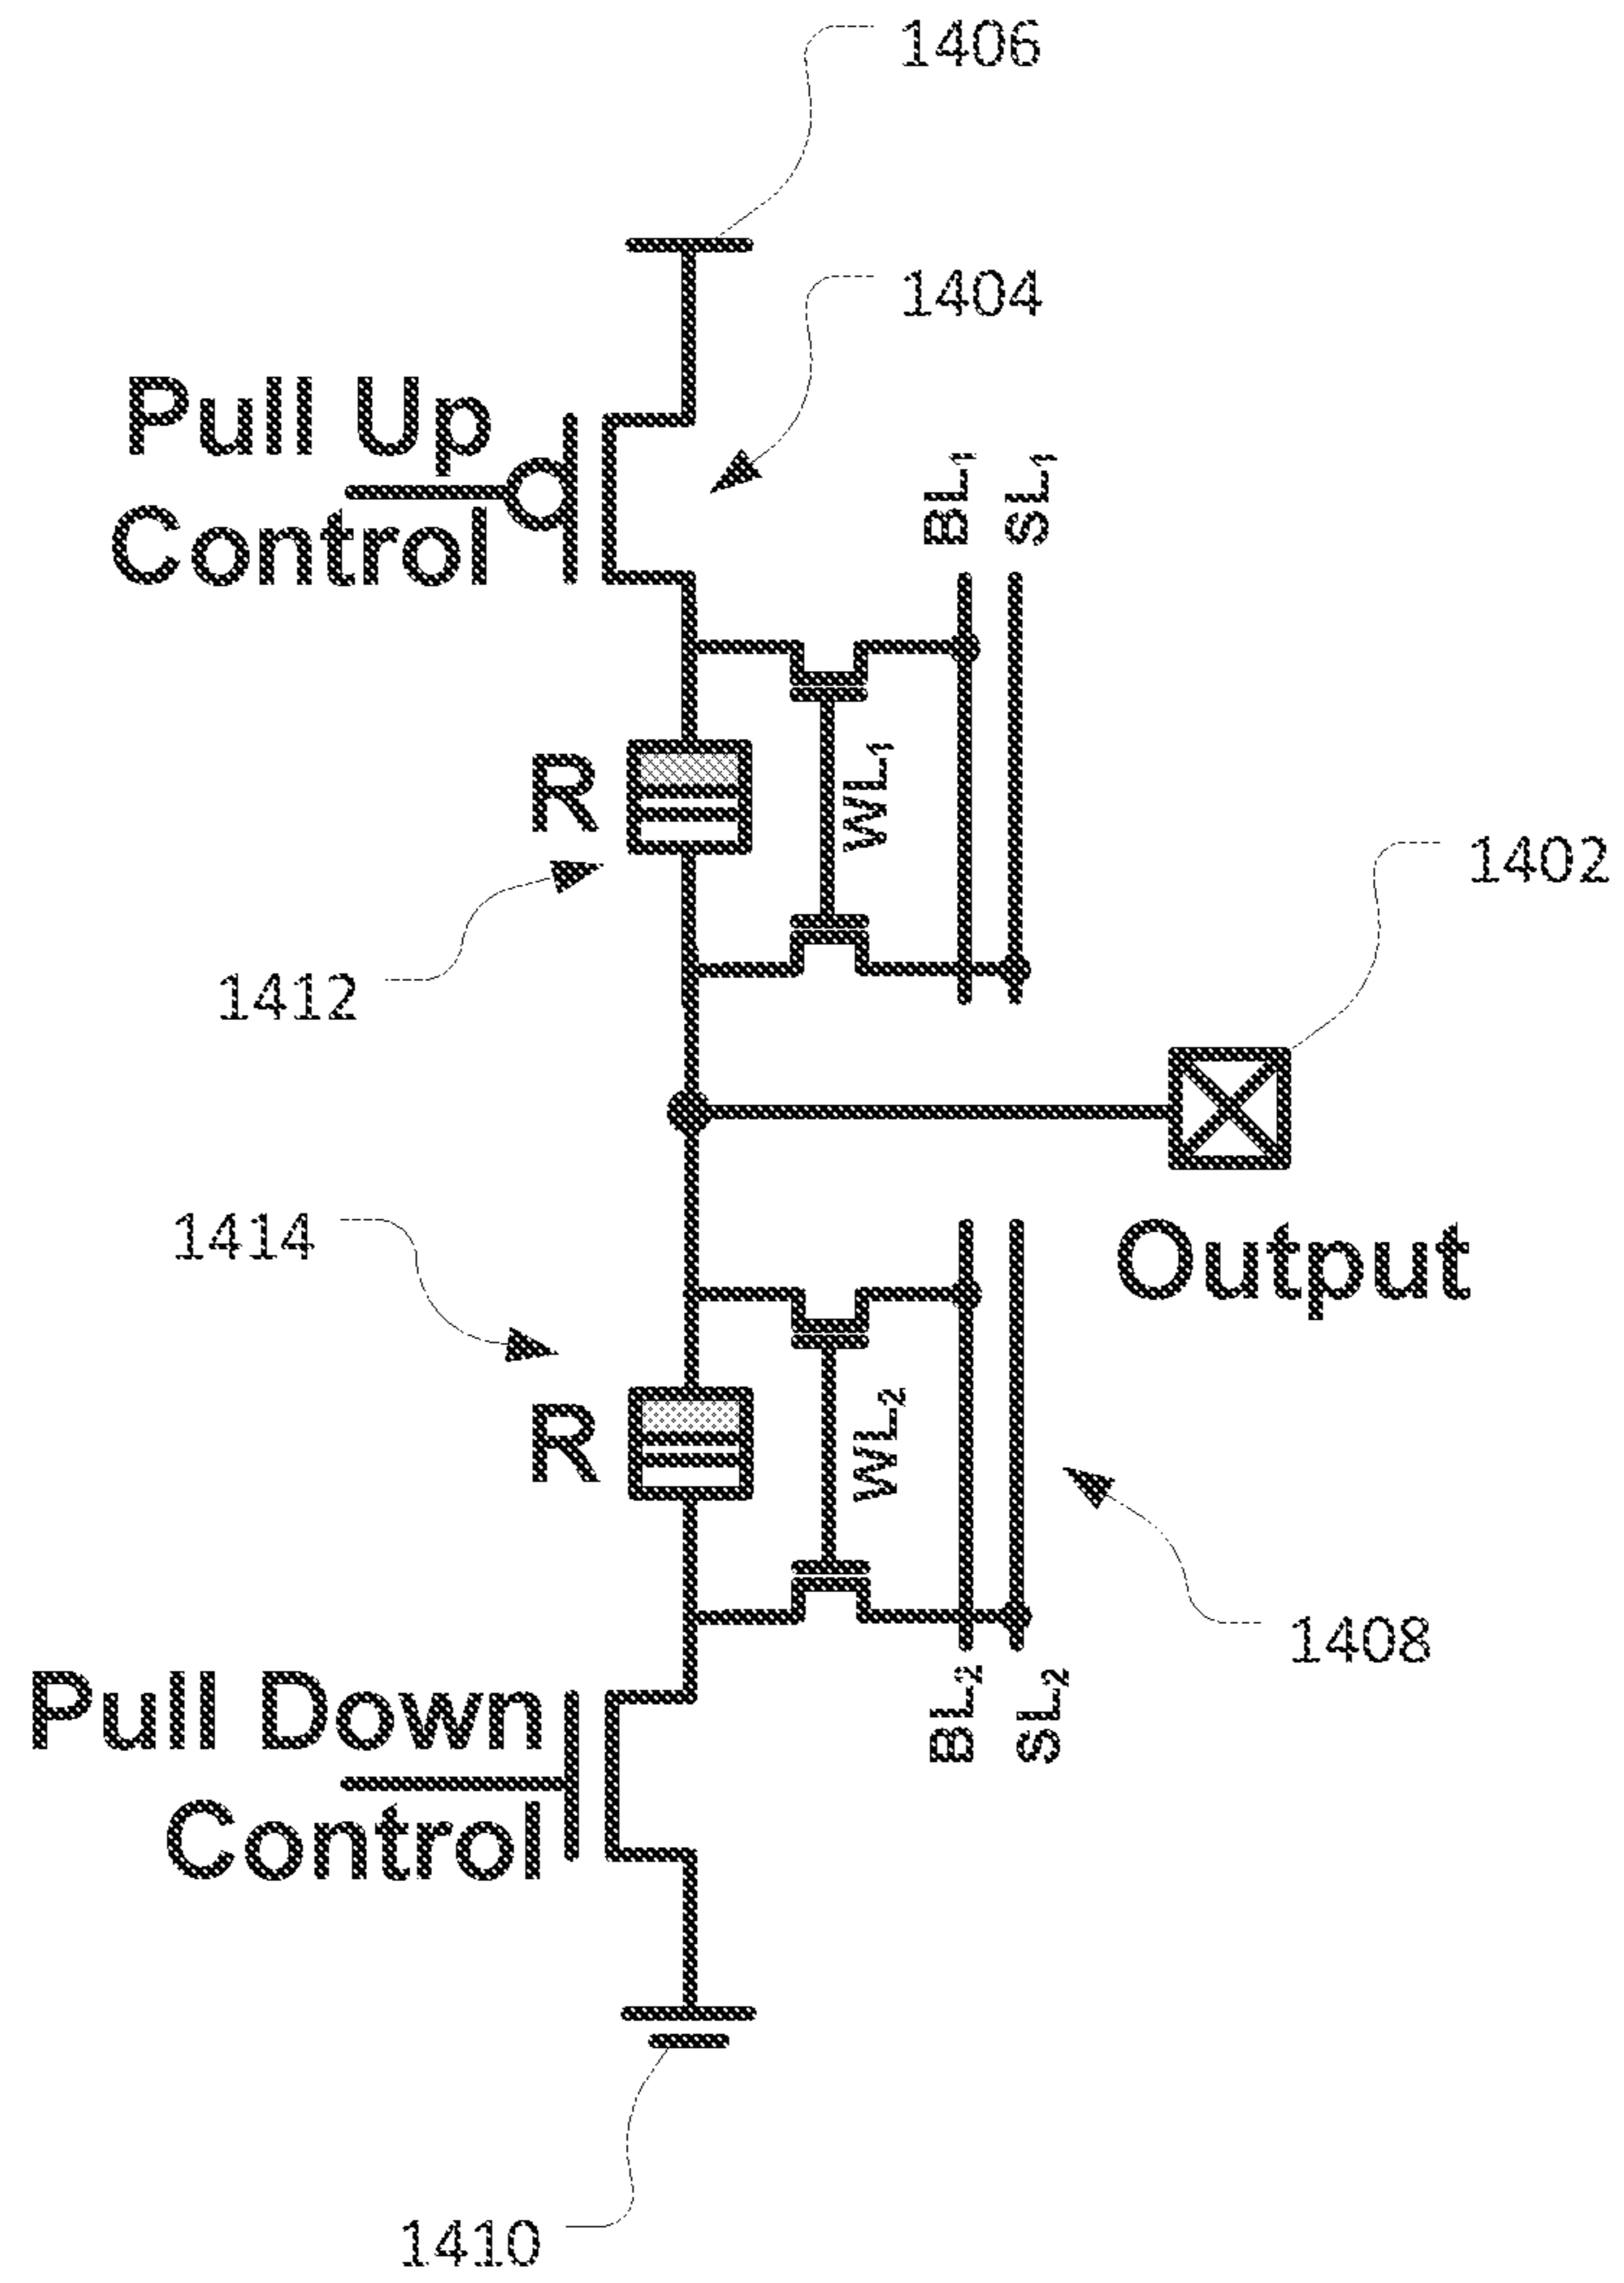 1406
1404
Pull Up
Control
BL1
SL1
R
WL1
1402
1412
1414
Output
R
WL2
1408
Pull Down
Control
BL2
SL2
1410